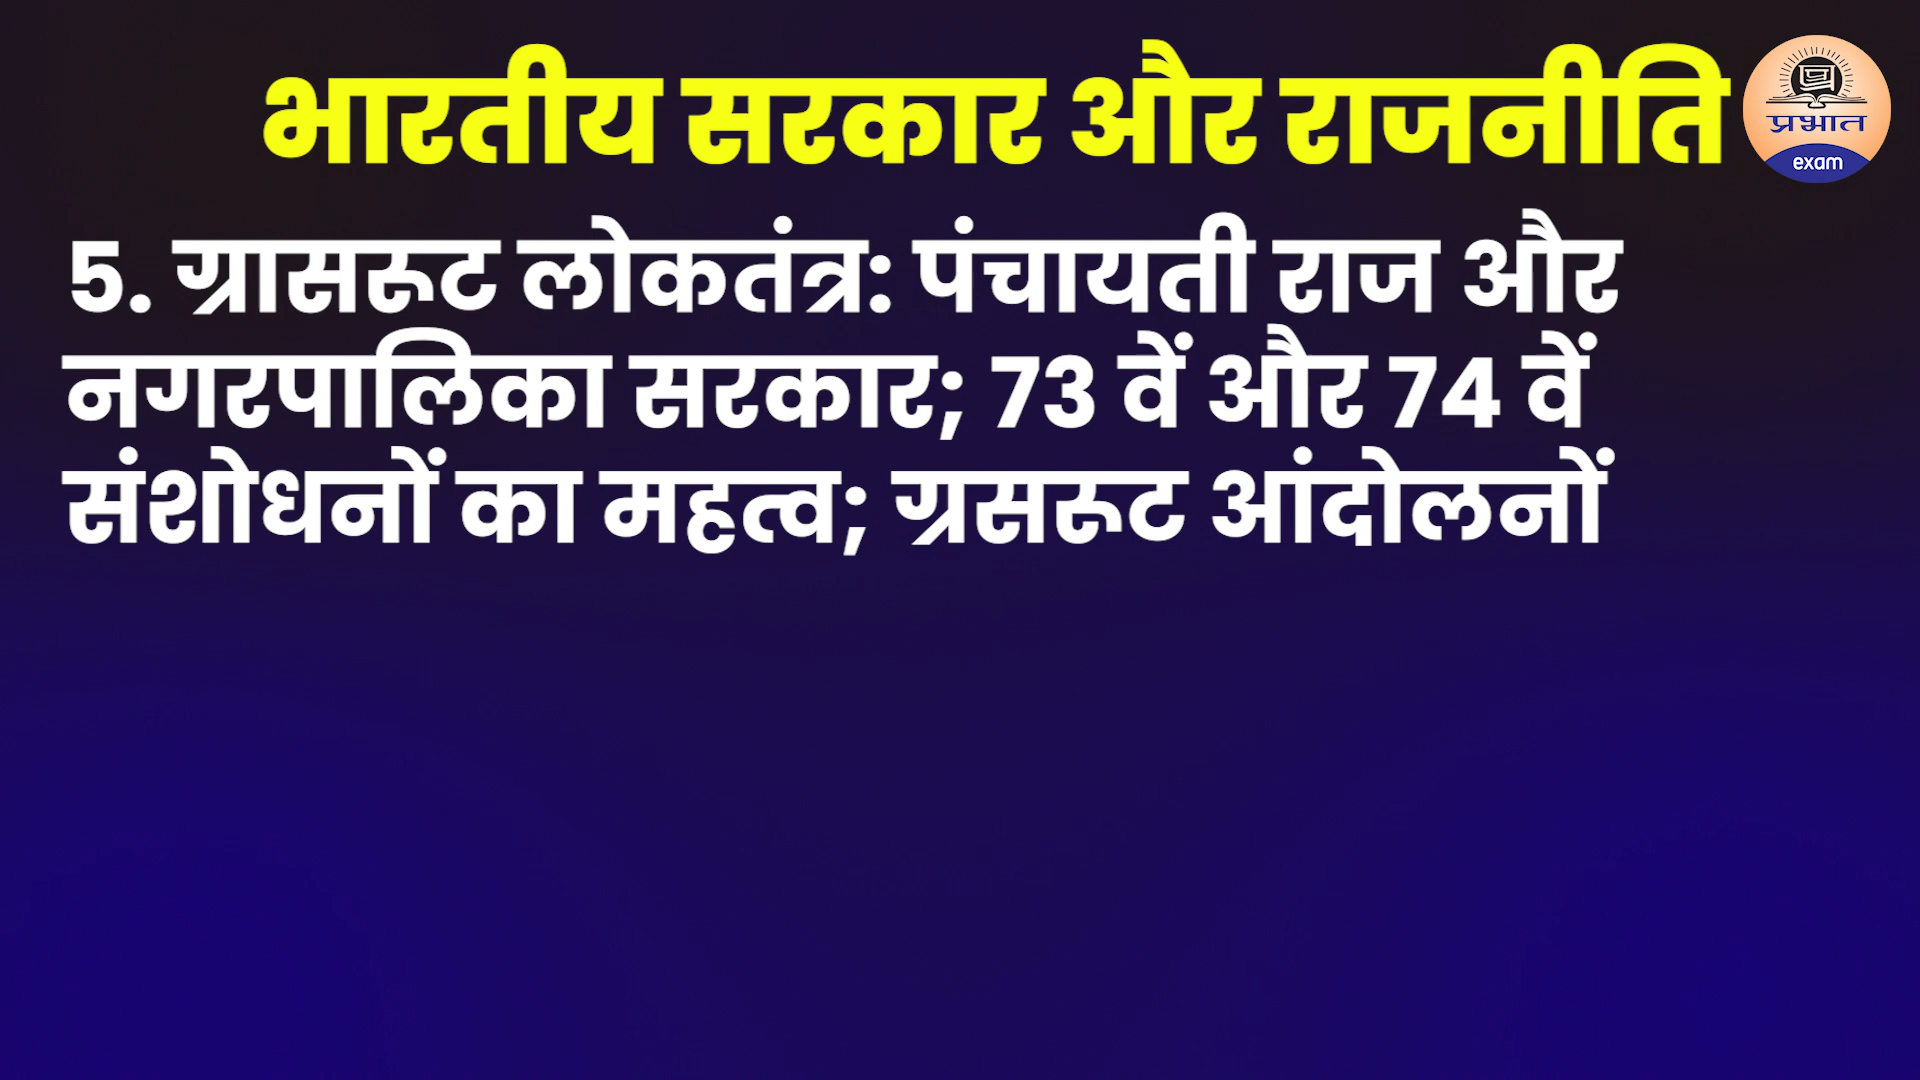 भारतीय सरकार और राजनीति
प्रभात
exam
5. ग्रासरूट लोकतंत्र: पंचायती राज और
नगरपालिका सरकार; 73 वें और 74 वें
संशोधनों का महत्व; ग्रसरूट आंदोलनों